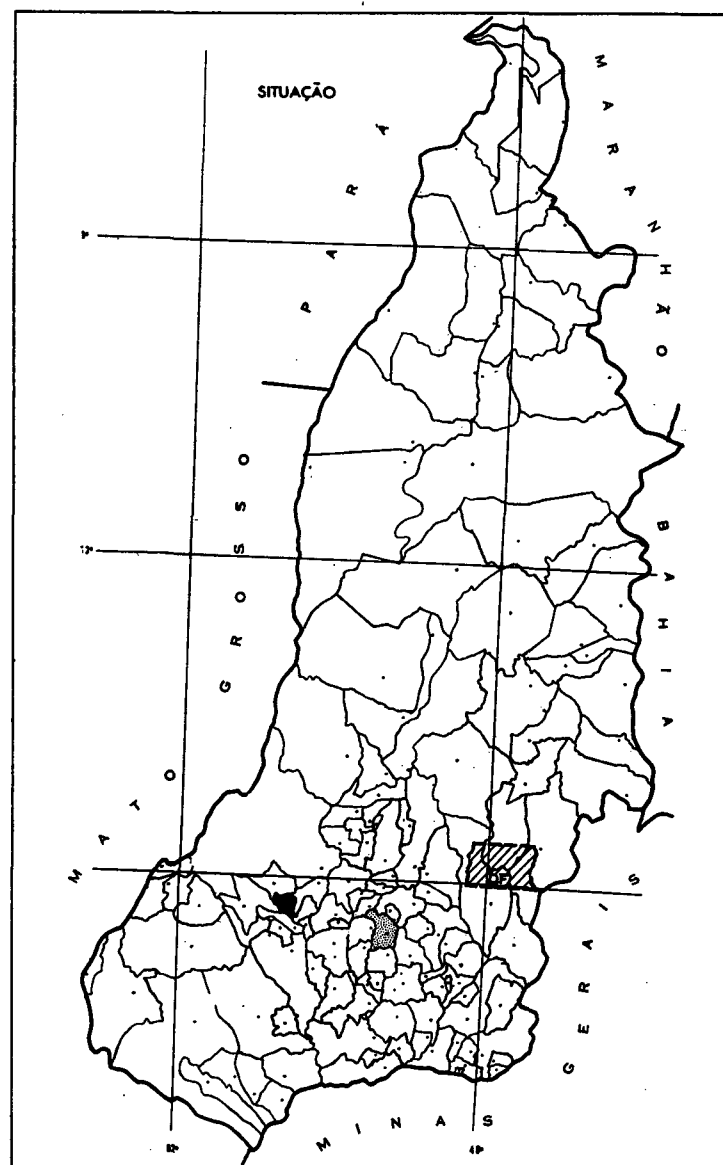 SITUAÇÃO
MARANHÃO
PARÁ
MATO GROSSO
BAHIA
DF
MINAS GERAIS